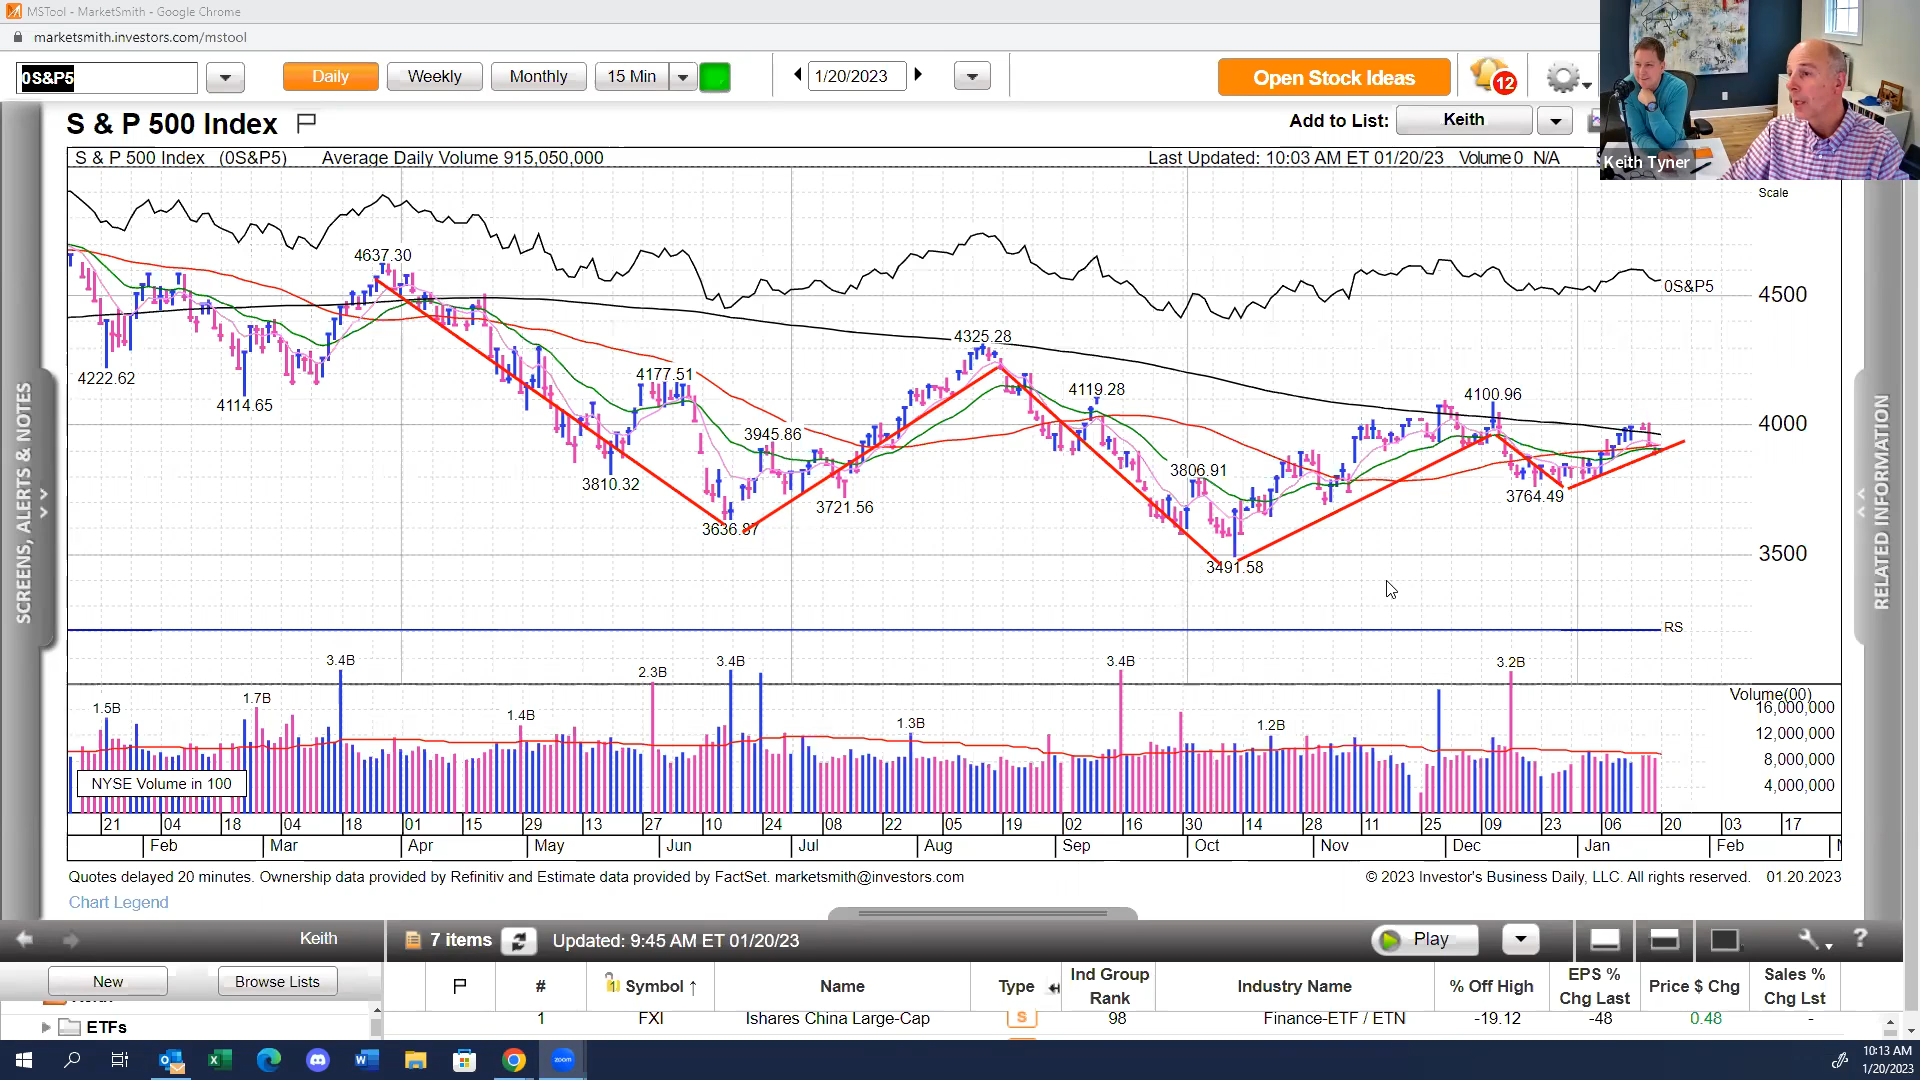 MSTool - MarketSmith - Google Chrome
marketsmith.investors.com/mstool
0S&P5
Daily
Weekly
Monthly
15 Min
1/20/2023
Open Stock Ideas
12
S & P 500 Index
Add to List:
Keith
Keith Tyner
S & P 500 Index (0S&P5) Average Daily Volume 915,050,000
Last Updated: 10:03 AM ET 01/20/23 Volume 0 N/A
Scale
4637.30
0S&P5
4500
4325.28
4222.62
4177.51
4119.28
4100.96
4114.65
4000
3945.86
3806.91
3810.32
3721.56
3764.49
3636.87
3500
3491.58
RS
3.4B
2.3B
3.4B
3.4B
3.2B
1.7B
1.5B
1.4B
1.3B
1.2B
Volume(00)
16,000,000
12,000,000
8,000,000
4,000,000
NYSE Volume in 100
21 04 18 04 18 01 15 29 13 27 10 24 08 22 05 19 02 16 30 14 28 11 25 09 23 06 20 03 17
Feb Mar Apr May Jun Jul Aug Sep Oct Nov Dec Jan Feb
Quotes delayed 20 minutes. Ownership data provided by Refinitiv and Estimate data provided by FactSet. marketsmith@investors.com
© 2023 Investor's Business Daily, LLC. All rights reserved. 01.20.2023
Chart Legend
SCREENS, ALERTS & NOTES
RELATED INFORMATION
Keith
7 items
Updated: 9:45 AM ET 01/20/23
Play
?
New
Browse Lists
ETFs
# Symbol ↑ Name Type Ind Group Rank Industry Name % Off High EPS % Chg Last Price $ Chg Sales % Chg Lst
1 FXI Ishares China Large-Cap S 98 Finance-ETF / ETN -19.12 -48 0.48 -
zoom
10:13 AM
1/20/2023